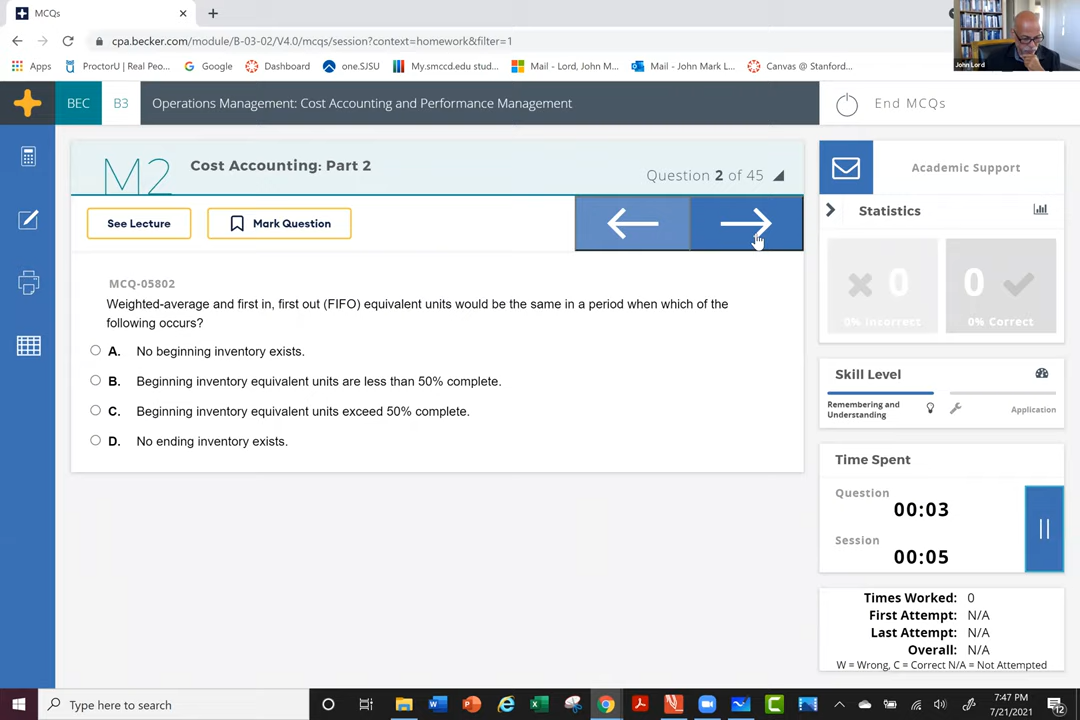 MCQs
cpa.becker.com/module/B-03-02/V4.0/mcqs/session?context=homework&filter=1
Apps
ProctorU | Real Peo...
Google
Dashboard
one.SJSU
My.smccd.edu stud...
Mail - Lord, John M...
Mail - John Mark L...
Canvas @ Stanford...
John Lord
BEC
B3
Operations Management: Cost Accounting and Performance Management
End MCQs
M2
Cost Accounting: Part 2
Question 2 of 45
Academic Support
See Lecture
Mark Question
Statistics
0
0
0% Incorrect
0% Correct
MCQ-05802
Weighted-average and first in, first out (FIFO) equivalent units would be the same in a period when which of the
following occurs?
A. No beginning inventory exists.
B. Beginning inventory equivalent units are less than 50% complete.
C. Beginning inventory equivalent units exceed 50% complete.
D. No ending inventory exists.
Skill Level
Remembering and
Understanding
Application
Time Spent
Question
00:03
Session
00:05
Times Worked: 0
First Attempt: N/A
Last Attempt: N/A
Overall: N/A
W = Wrong, C = Correct N/A = Not Attempted
Type here to search
7:47 PM
7/21/2021
12